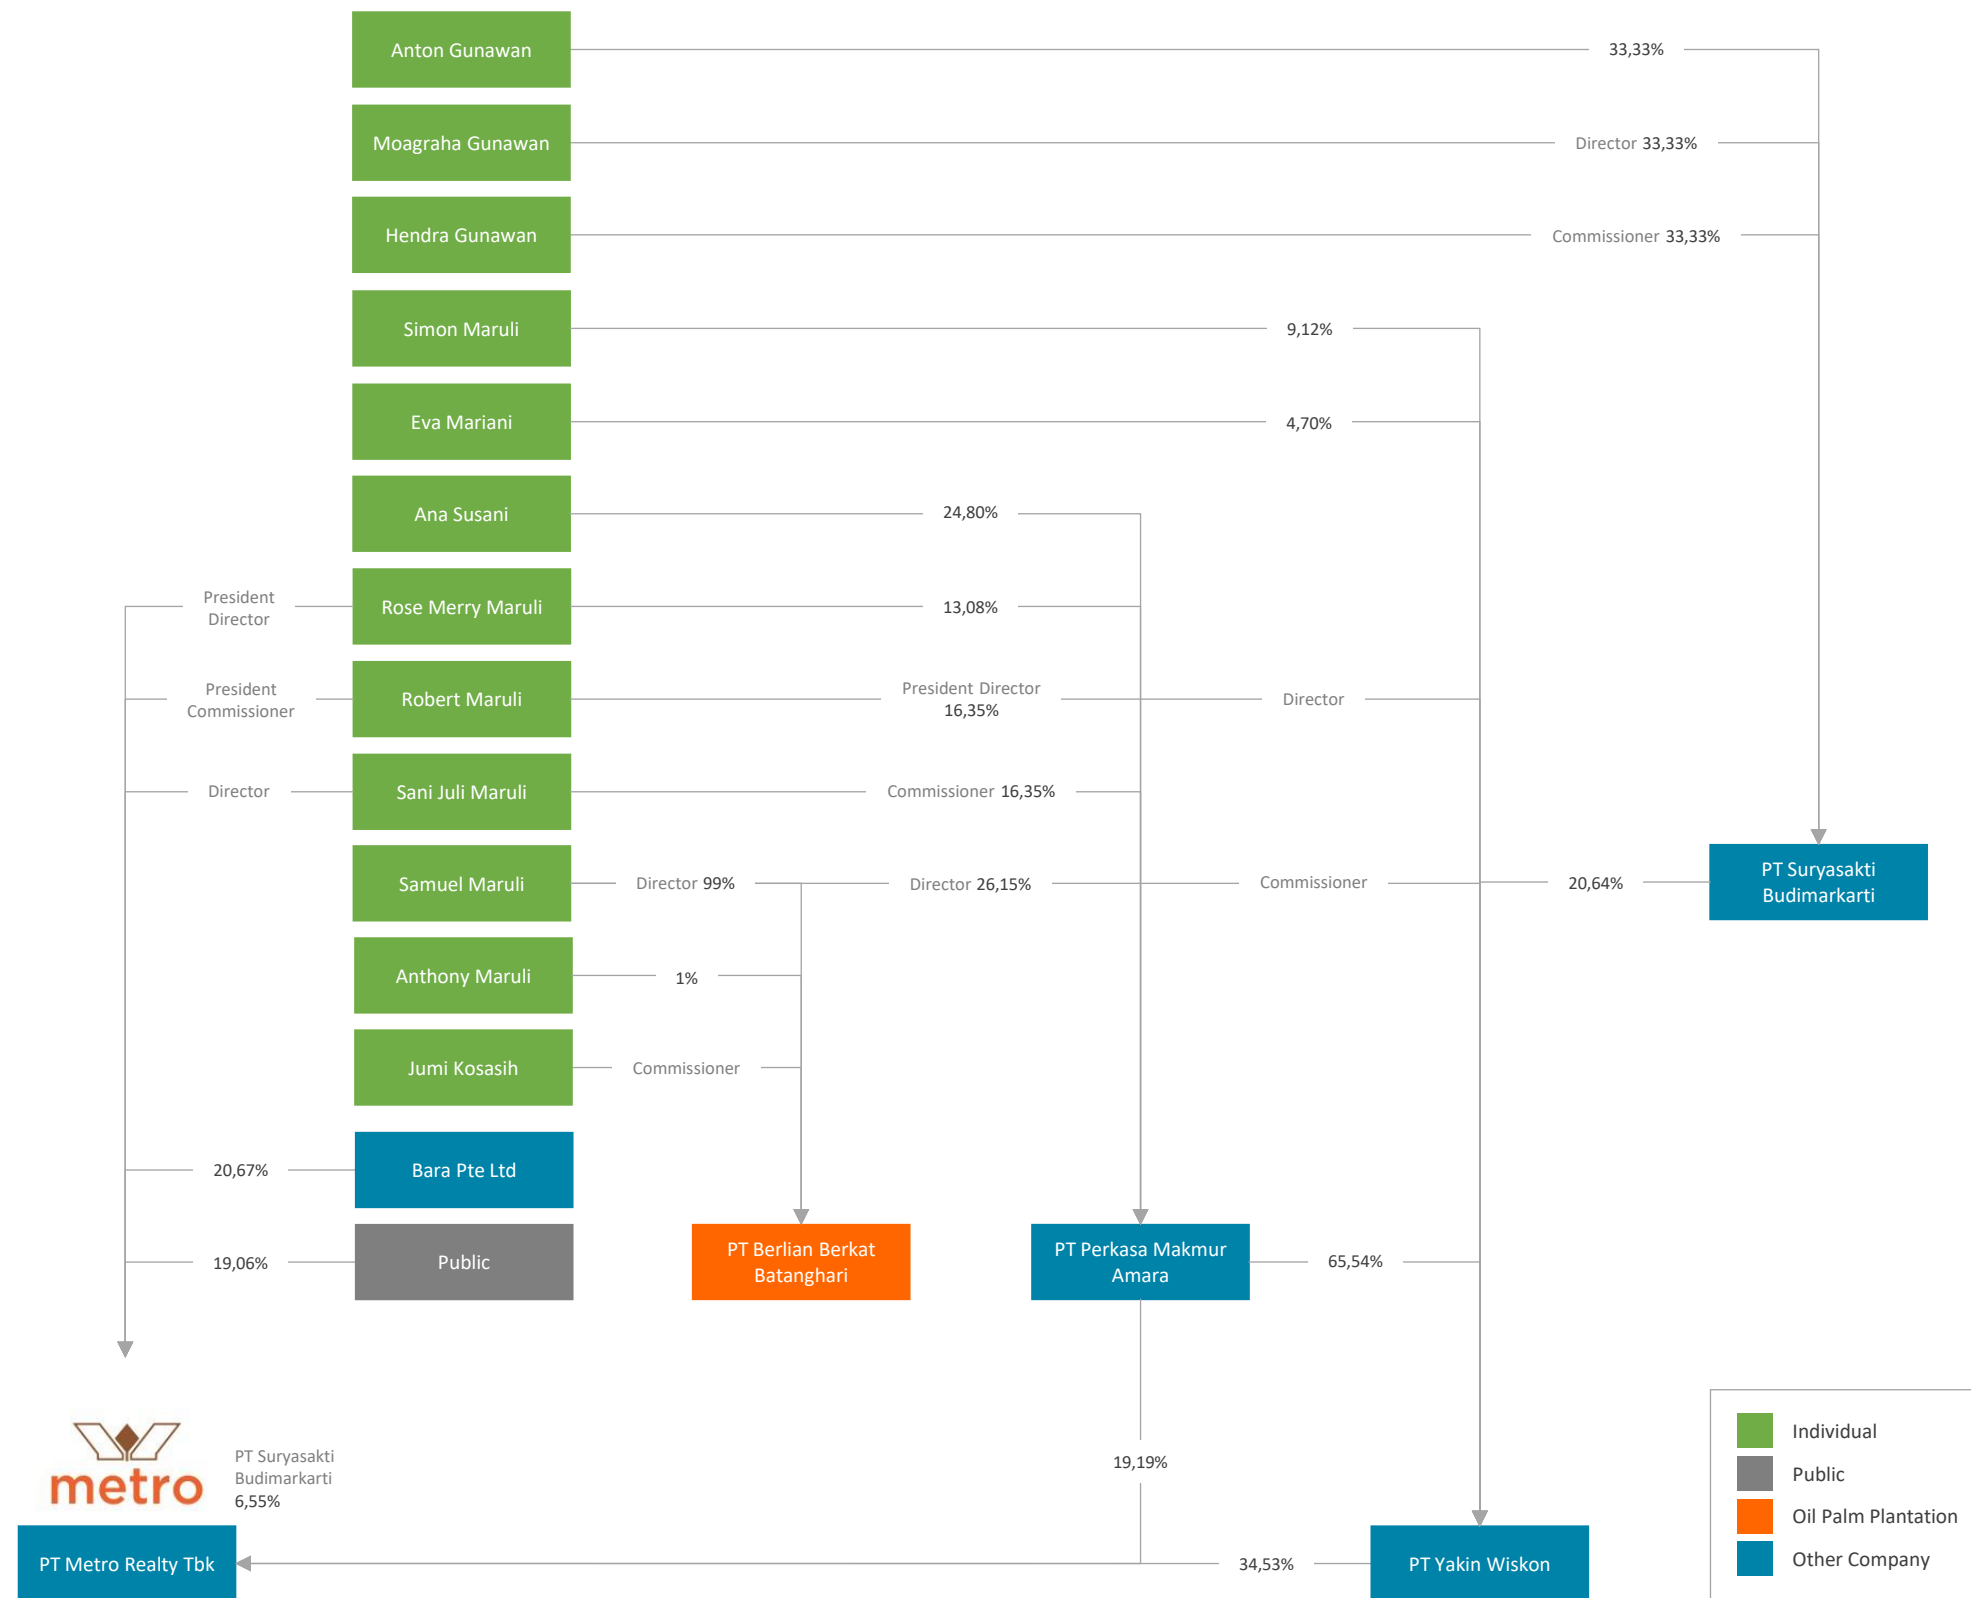 Anton Gunawan
33,33%
Moagraha Gunawan
Director 33,33%
Hendra Gunawan
Commissioner 33,33%
Simon Maruli
9,12%
Eva Mariani
4,70%
Ana Susani
24,80%
President
Director
Rose Merry Maruli
13,08%
President
Commissioner
Robert Maruli
President Director
16,35%
Director
Director
Sani Juli Maruli
Commissioner 16,35%
Samuel Maruli
Director 99%
Director 26,15%
Commissioner
20,64%
PT Suryasakti
Budimarkarti
Anthony Maruli
1%
Jumi Kosasih
Commissioner
20,67%
Bara Pte Ltd
19,06%
Public
PT Berlian Berkat
Batanghari
PT Perkasa Makmur
Amara
65,54%
metro
PT Suryasakti
Budimarkarti
6,55%
19,19%
PT Metro Realty Tbk
34,53%
PT Yakin Wiskon
Individual
Public
Oil Palm Plantation
Other Company